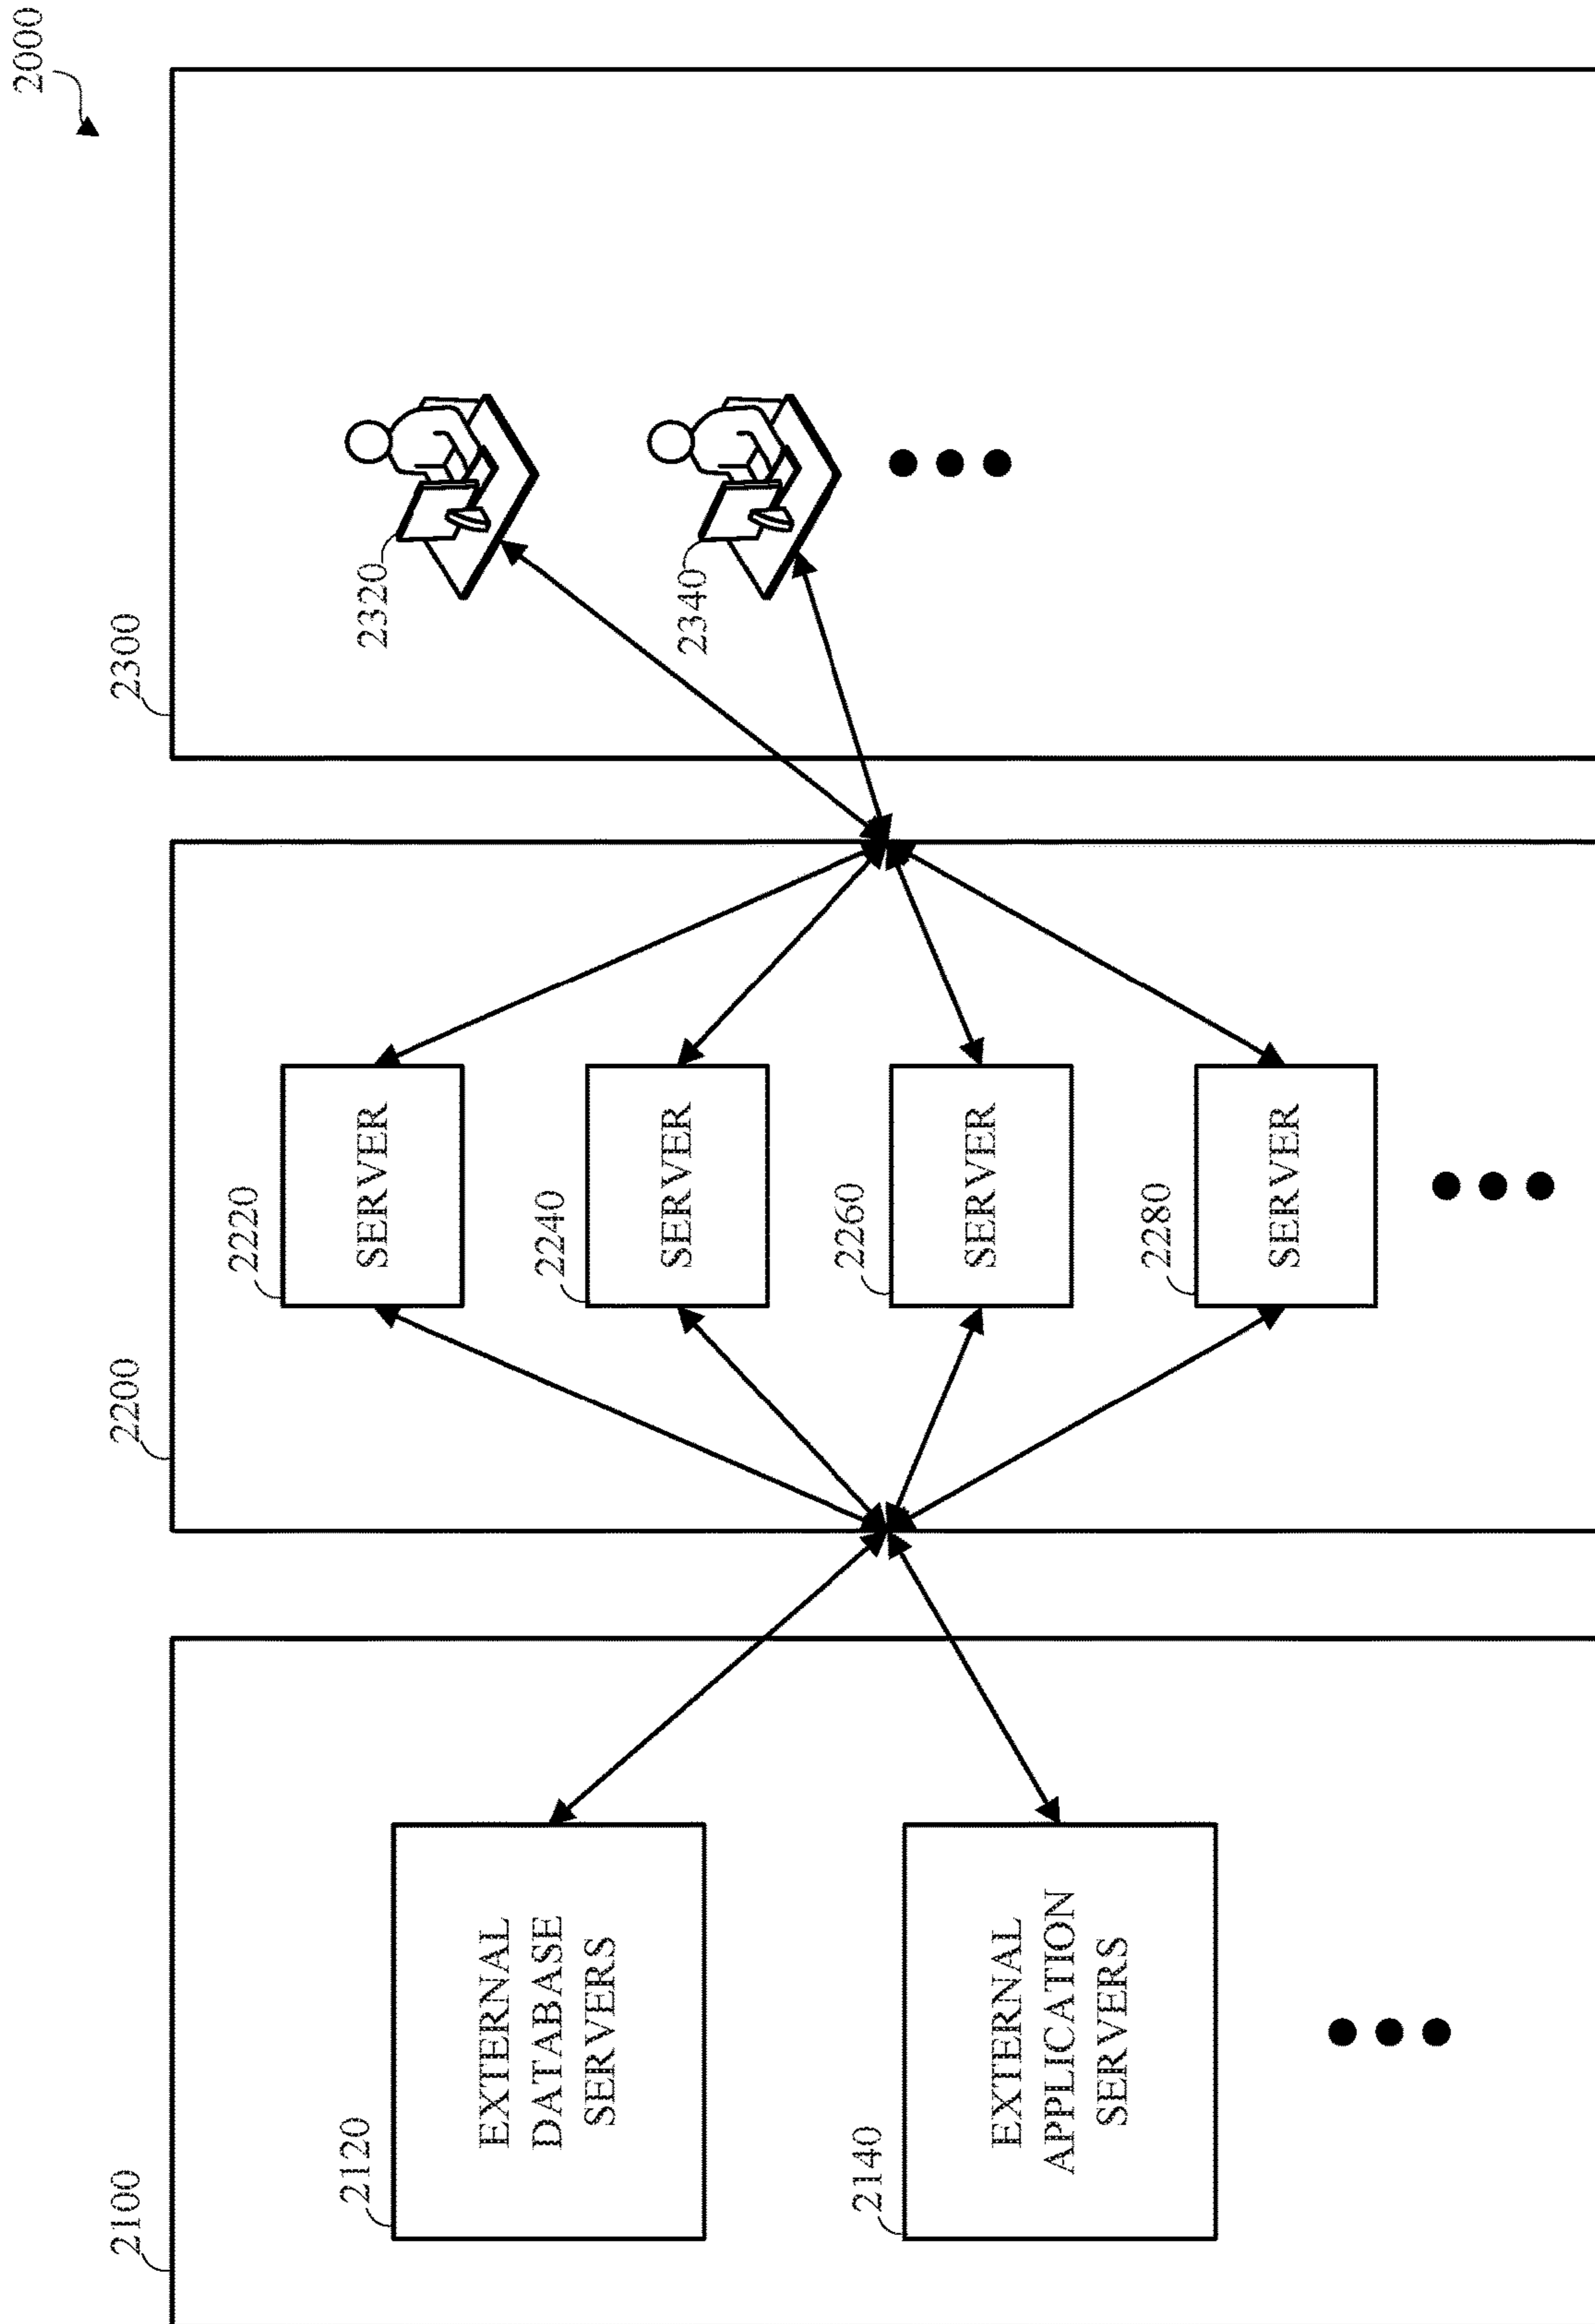 2000
2100
2200
2300
2120
EXTERNAL
DATABASE
SERVERS
2140
EXTERNAL
APPLICATION
SERVERS
2220
SERVER
2240
SERVER
2260
SERVER
2280
SERVER
2320
2340